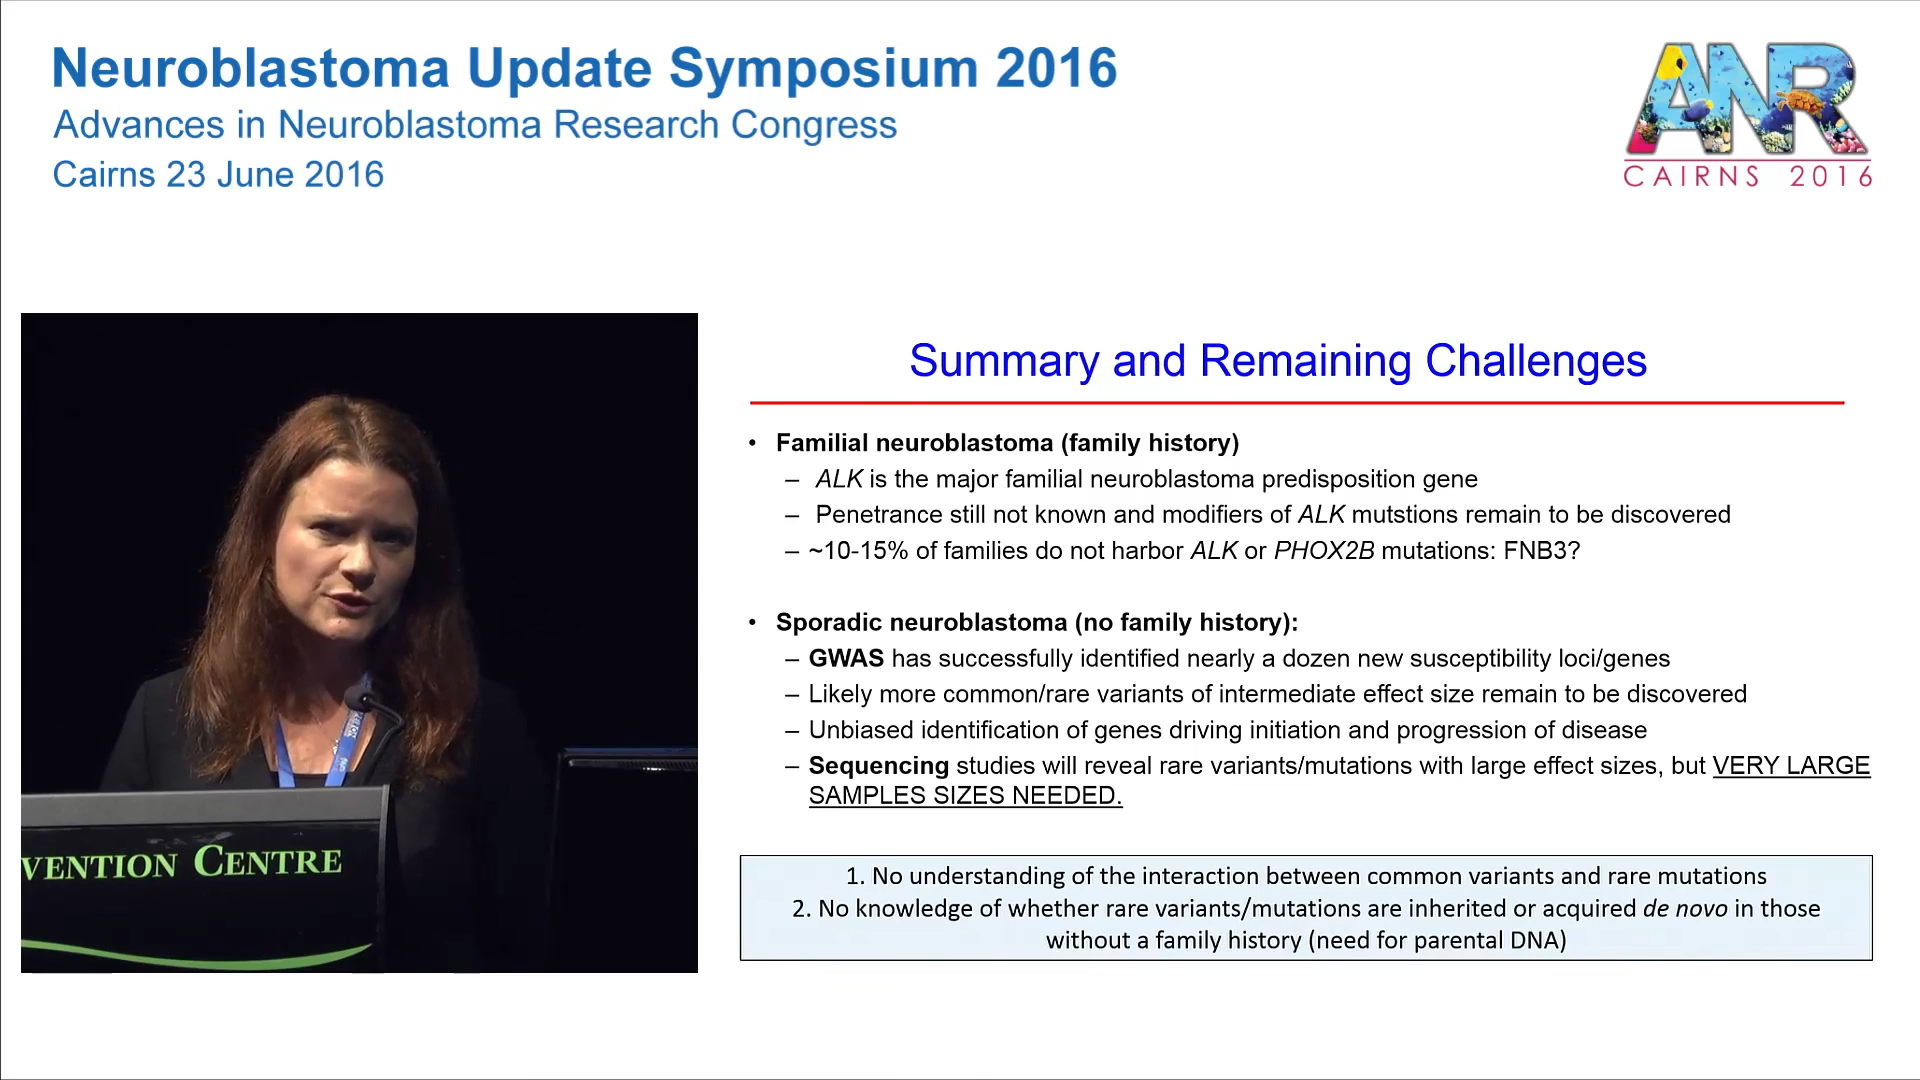 Neuroblastoma Update Symposium 2016
Advances in Neuroblastoma Research Congress
Cairns 23 June 2016
ANR
CAIRNS 2016
Summary and Remaining Challenges
• Familial neuroblastoma (family history)
– ALK is the major familial neuroblastoma predisposition gene
– Penetrance still not known and modifiers of ALK mutstions remain to be discovered
– ~10-15% of families do not harbor ALK or PHOX2B mutations: FNB3?
• Sporadic neuroblastoma (no family history):
– GWAS has successfully identified nearly a dozen new susceptibility loci/genes
– Likely more common/rare variants of intermediate effect size remain to be discovered
– Unbiased identification of genes driving initiation and progression of disease
– Sequencing studies will reveal rare variants/mutations with large effect sizes, but VERY LARGE
SAMPLES SIZES NEEDED.
1. No understanding of the interaction between common variants and rare mutations
2. No knowledge of whether rare variants/mutations are inherited or acquired de novo in those
without a family history (need for parental DNA)
VENTION CENTRE